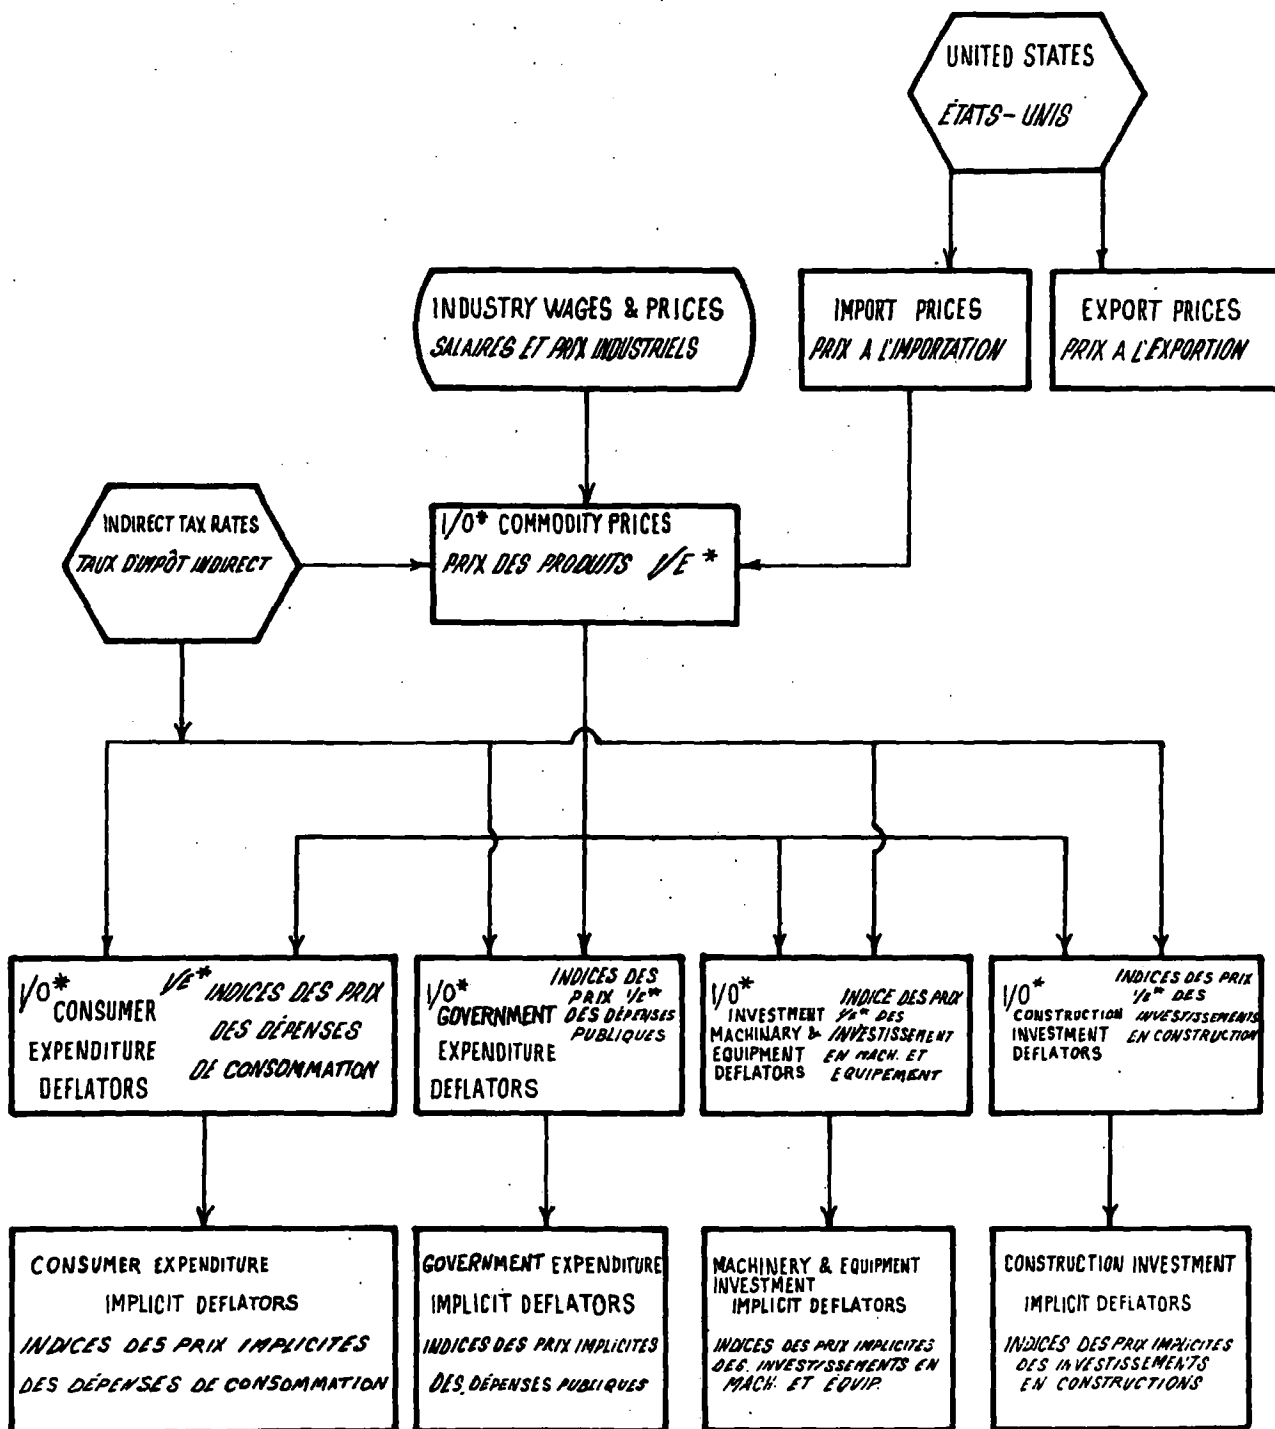 UNITED STATES
ÉTATS-UNIS
INDUSTRY WAGES & PRICES
SALAIRES ET PRIX INDUSTRIELS
IMPORT PRICES
PRIX A L'IMPORTATION
EXPORT PRICES
PRIX A L'EXPORTION
INDIRECT TAX RATES
TAUX D'IMPÔT INDIRECT
I/O* COMMODITY PRICES
PRIX DES PRODUITS I/E *
I/O*
CONSUMER
EXPENDITURE
DEFLATORS
I/E* INDICES DES PRIX
DES DÉPENSES
DE CONSOMMATION
I/O*
GOVERNMENT
EXPENDITURE
DEFLATORS
INDICES DES
PRIX I/E*
DES DÉPENSES
PUBLIQUES
I/O*
INVESTMENT
MACHINARY &
EQUIPMENT
DEFLATORS
INDICE DES PRIX
I/E* DES
INVESTISSEMENT
EN MACH. ET
EQUIPEMENT
I/O*
CONSTRUCTION
INVESTMENT
DEFLATORS
INDICES DES PRIX
I/E* DES
INVESTISSEMENTS
EN CONSTRUCTION
CONSUMER EXPENDITURE
IMPLICIT DEFLATORS
INDICES DES PRIX IMPLICITÉS
DES DÉPENSES DE CONSOMMATION
GOVERNMENT EXPENDITURE
IMPLICIT DEFLATORS
INDICES DES PRIX IMPLICITÉS
DES DÉPENSES PUBLIQUES
MACHINERY & EQUIPMENT
INVESTMENT
IMPLICIT DEFLATORS
INDICES DES PRIX IMPLICITES
DES INVESTISSEMENTS EN
MACH. ET ÉQUIP.
CONSTRUCTION INVESTMENT
IMPLICIT DEFLATORS
INDICES DES PRIX IMPLICITÉS
DES INVESTISSEMENTS
EN CONSTRUCTIONS